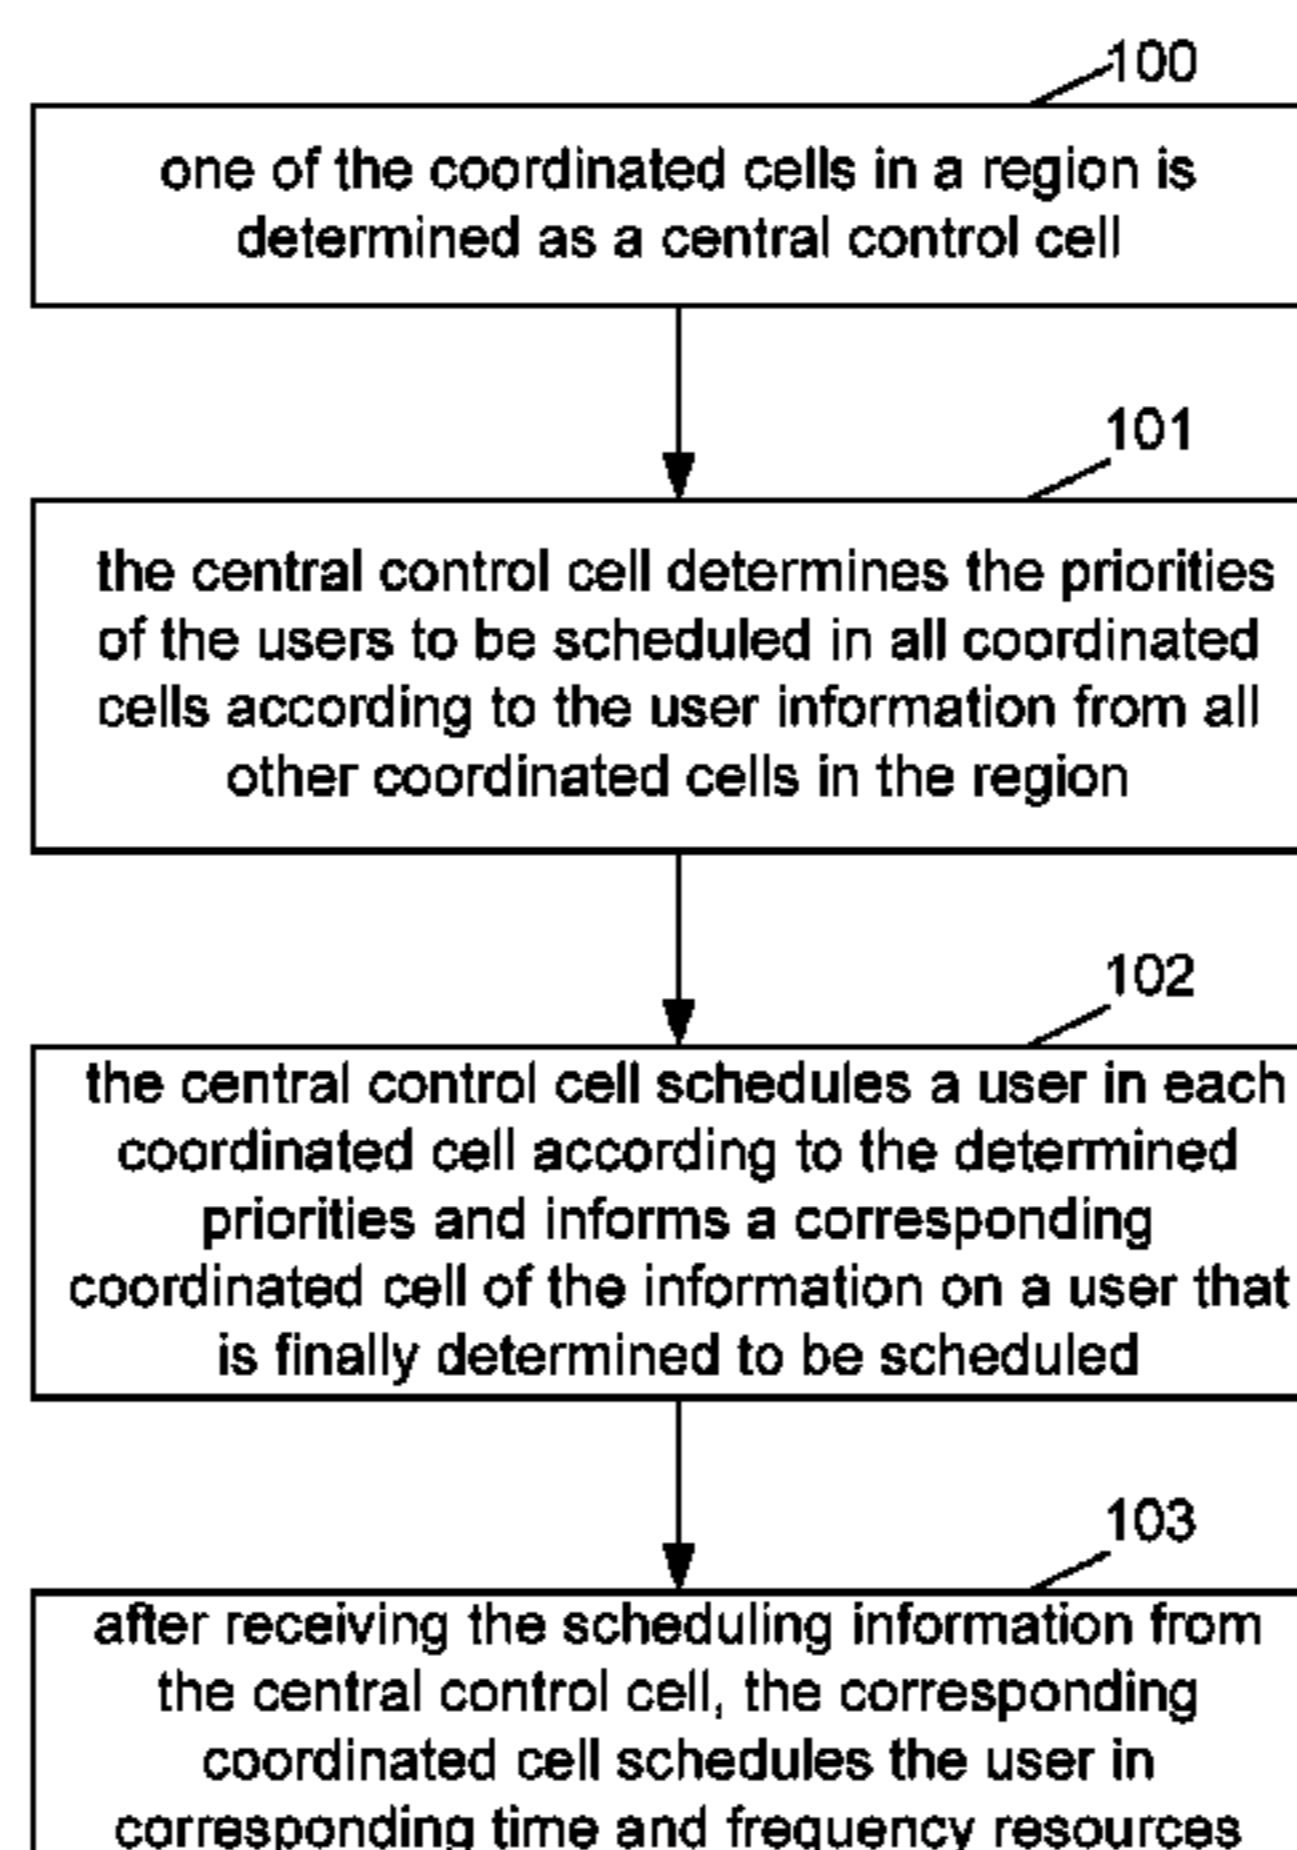 100
one of the coordinated cells in a region is
determined as a central control cell
101
the central control cell determines the priorities
of the users to be scheduled in all coordinated
cells according to the user information from all
other coordinated cells in the region
102
the central control cell schedules a user in each
coordinated cell according to the determined
priorities and informs a corresponding
coordinated cell of the information on a user that
is finally determined to be scheduled
103
after receiving the scheduling information from
the central control cell, the corresponding
coordinated cell schedules the user in
corresponding time and frequency resources